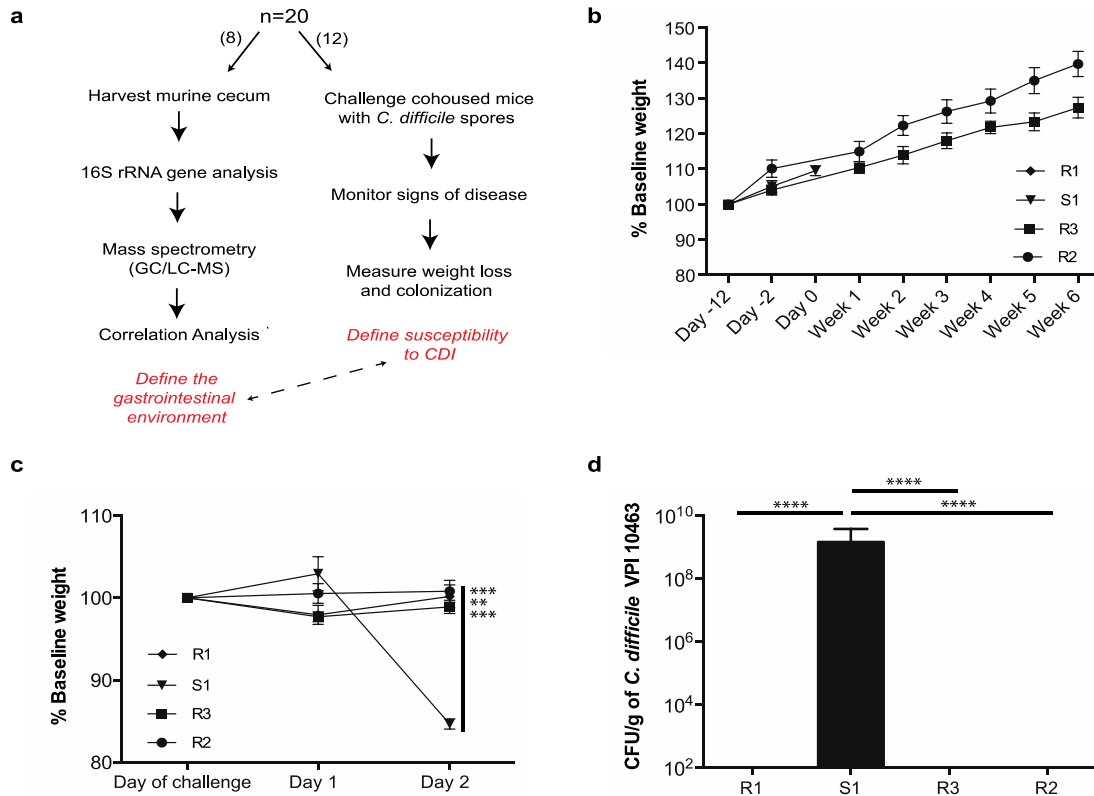 a
n=20
(8)
(12)
Harvest murine cecum
16S rRNA gene analysis
Mass spectrometry
(GC/LC-MS)
Correlation Analysis
Define the
gastrointestinal
environment
Challenge cohoused mice
with C. difficile spores
Monitor signs of disease
Measure weight loss
and colonization
Define susceptibility
to CDI
b
% Baseline weight
140
130
120
110
100
90
80
R1
S1
R3
R2
Day -12
Day -2
Day 0
Week 1
Week 2
Week 3
Week 4
Week 5
Week 6
c
% Baseline weight
110
100
90
80
***
**
***
R1
S1
R3
R2
Day of challenge
Day 1
Day 2
d
CFU/g of C. difficile VPI 10463
****
****
****
10¹⁰
10⁸
10⁶
10⁴
10²
R1
S1
R3
R2